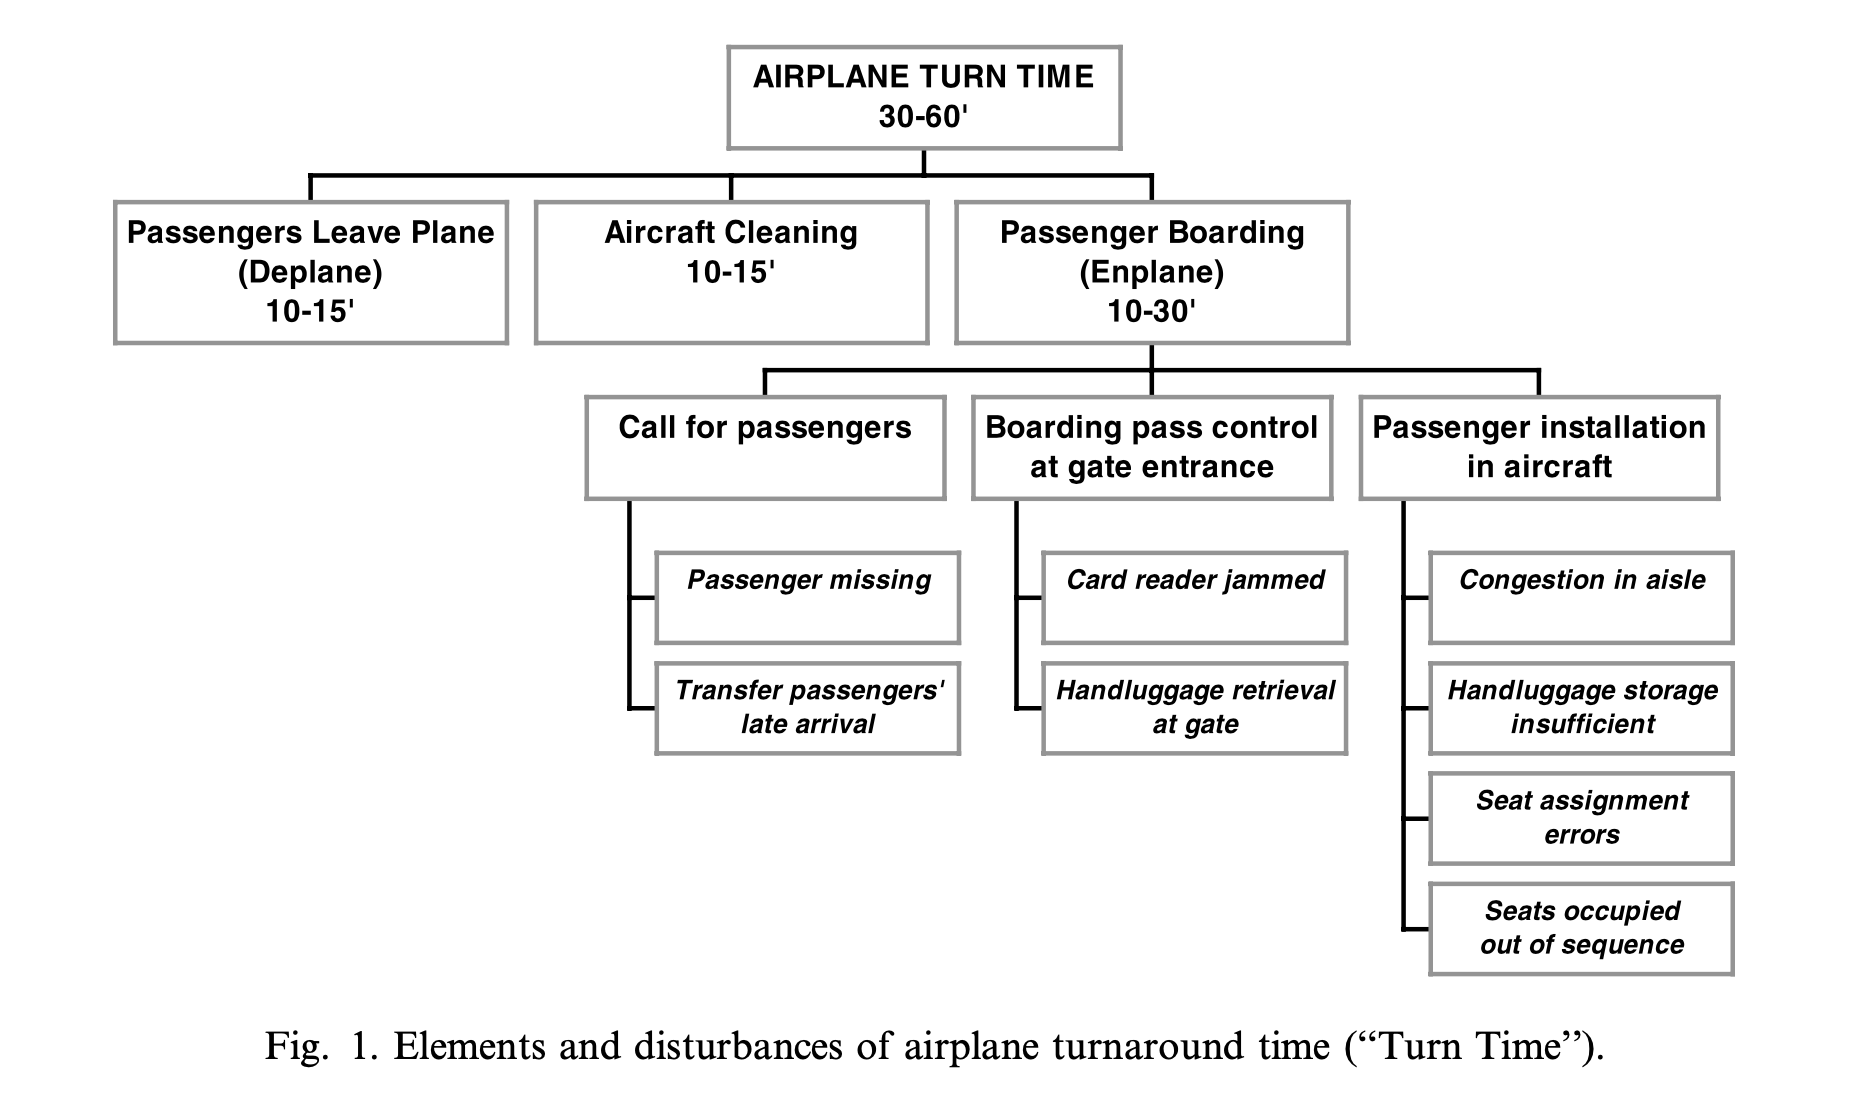 AIRPLANE TURN TIME
30-60'
Passengers Leave Plane
(Deplane)
10-15'
Aircraft Cleaning
10-15'
Passenger Boarding
(Enplane)
10-30'
Call for passengers
Boarding pass control
at gate entrance
Passenger installation
in aircraft
Passenger missing
Transfer passengers'
late arrival
Card reader jammed
Handluggage retrieval
at gate
Congestion in aisle
Handluggage storage
insufficient
Seat assignment
errors
Seats occupied
out of sequence
Fig. 1. Elements and disturbances of airplane turnaround time (“Turn Time”).